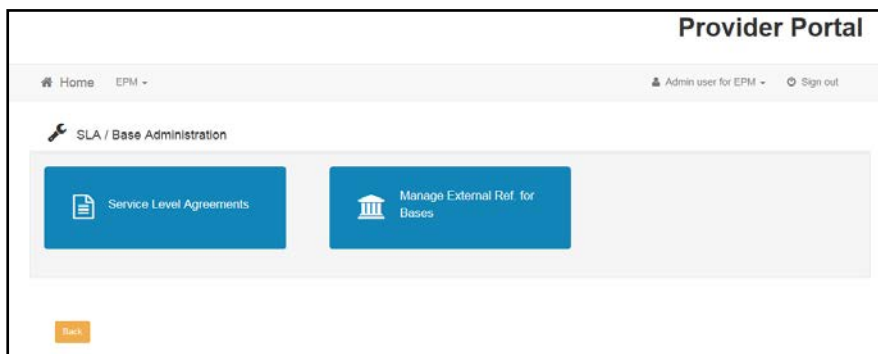 Provider Portal
Home EPM
Admin user for EPM Sign out
SLA / Base Administration
Service Level Agreements
Manage External Ref. for
Bases
Back